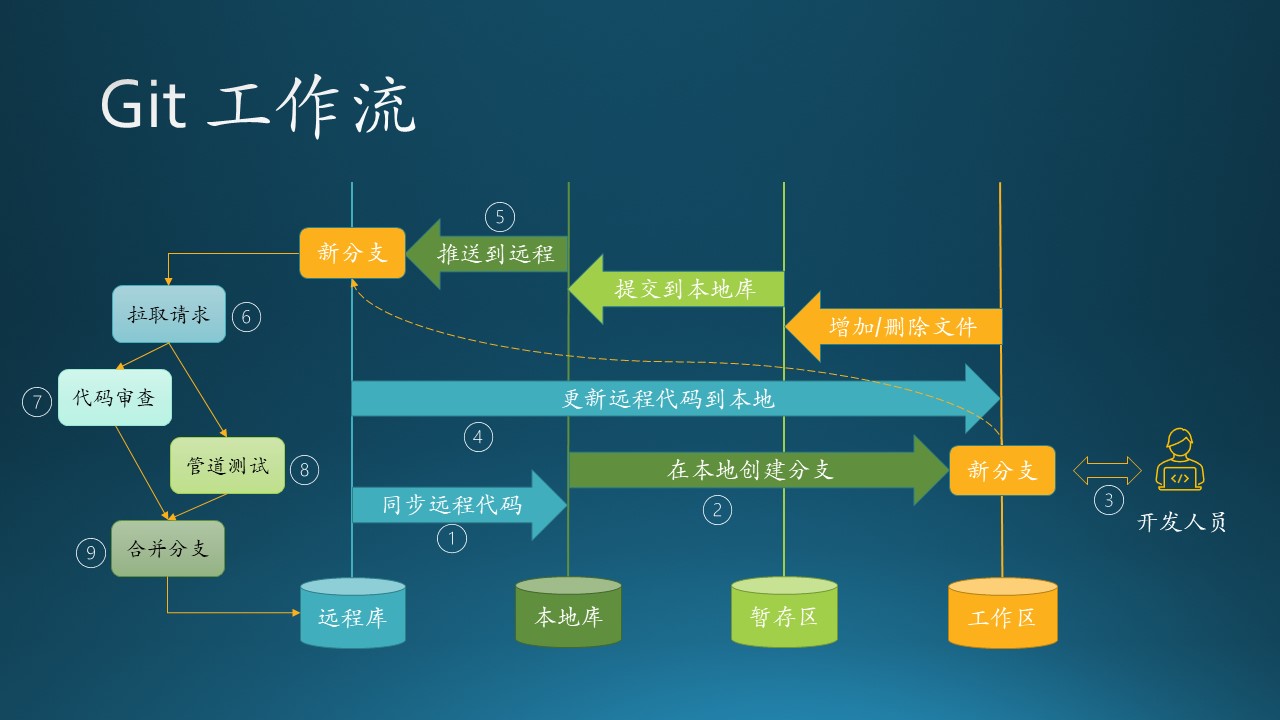 Git 工作流
⑤
新分支
推送到远程
提交到本地库
拉取请求
⑥
增加/删除文件
⑦
代码审查
更新远程代码到本地
④
管道测试
⑧
在本地创建分支
新分支
③
开发人员
同步远程代码
①
②
⑨
合并分支
远程库
本地库
暂存区
工作区